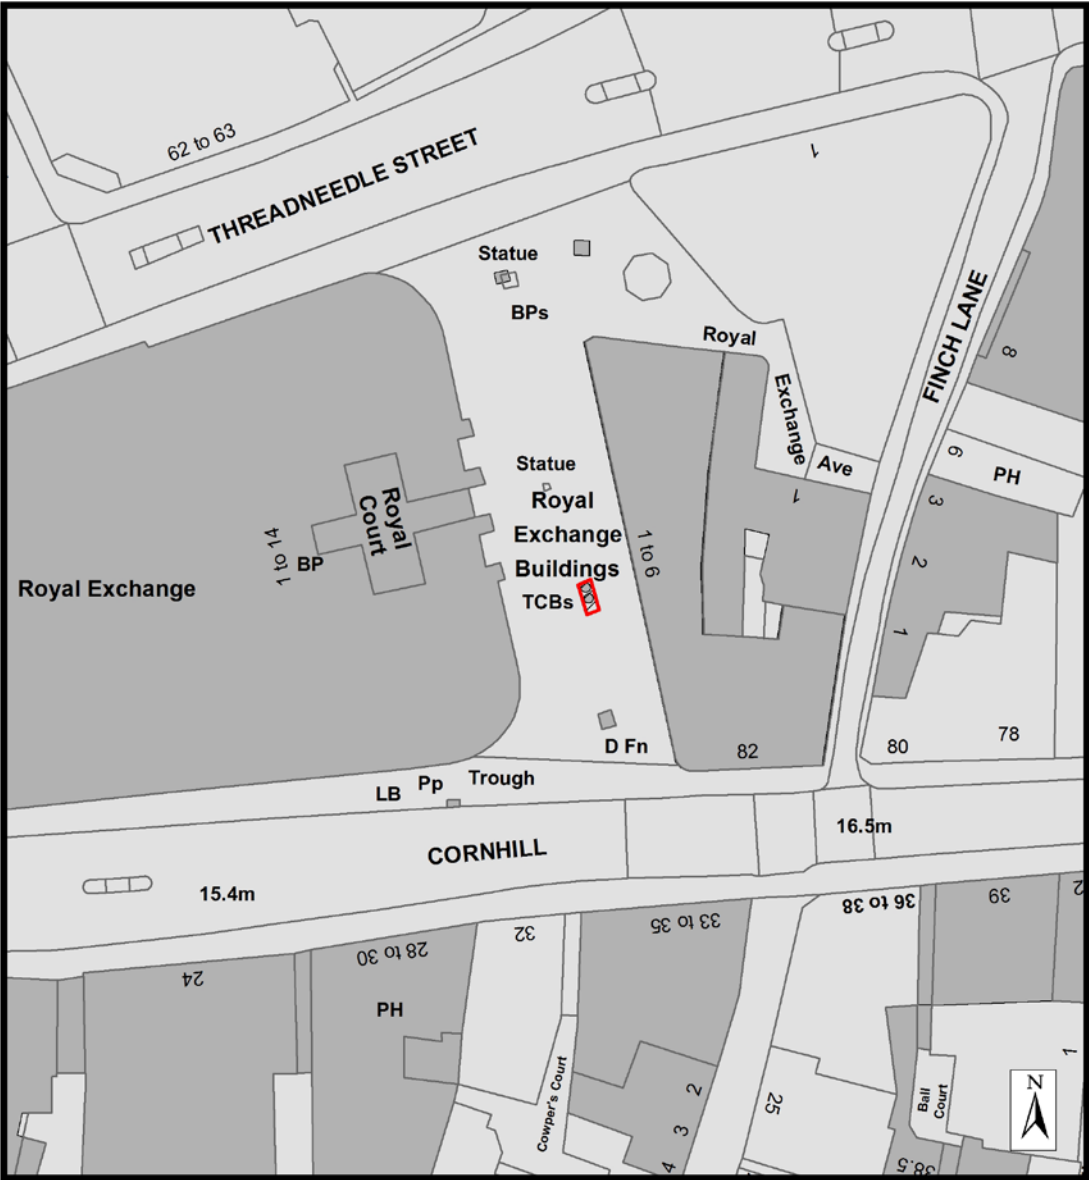 62 to 63
THREADNEEDLE STREET
1
Statue
BPs
Royal
Exchange
Ave
FINCH LANE
8
6
PH
3
2
1
Statue
Royal
Exchange
Buildings
TCBs
1 to 6
1
Royal
Court
1 to 14
BP
Royal Exchange
D Fn
82
80
78
Trough
Pp
LB
CORNHILL
16.5m
15.4m
24
28 to 30
PH
32
33 to 35
36 to 38
39
2
Cowper's Court
2
3
4
25
Ball
Court
1
38.5
N